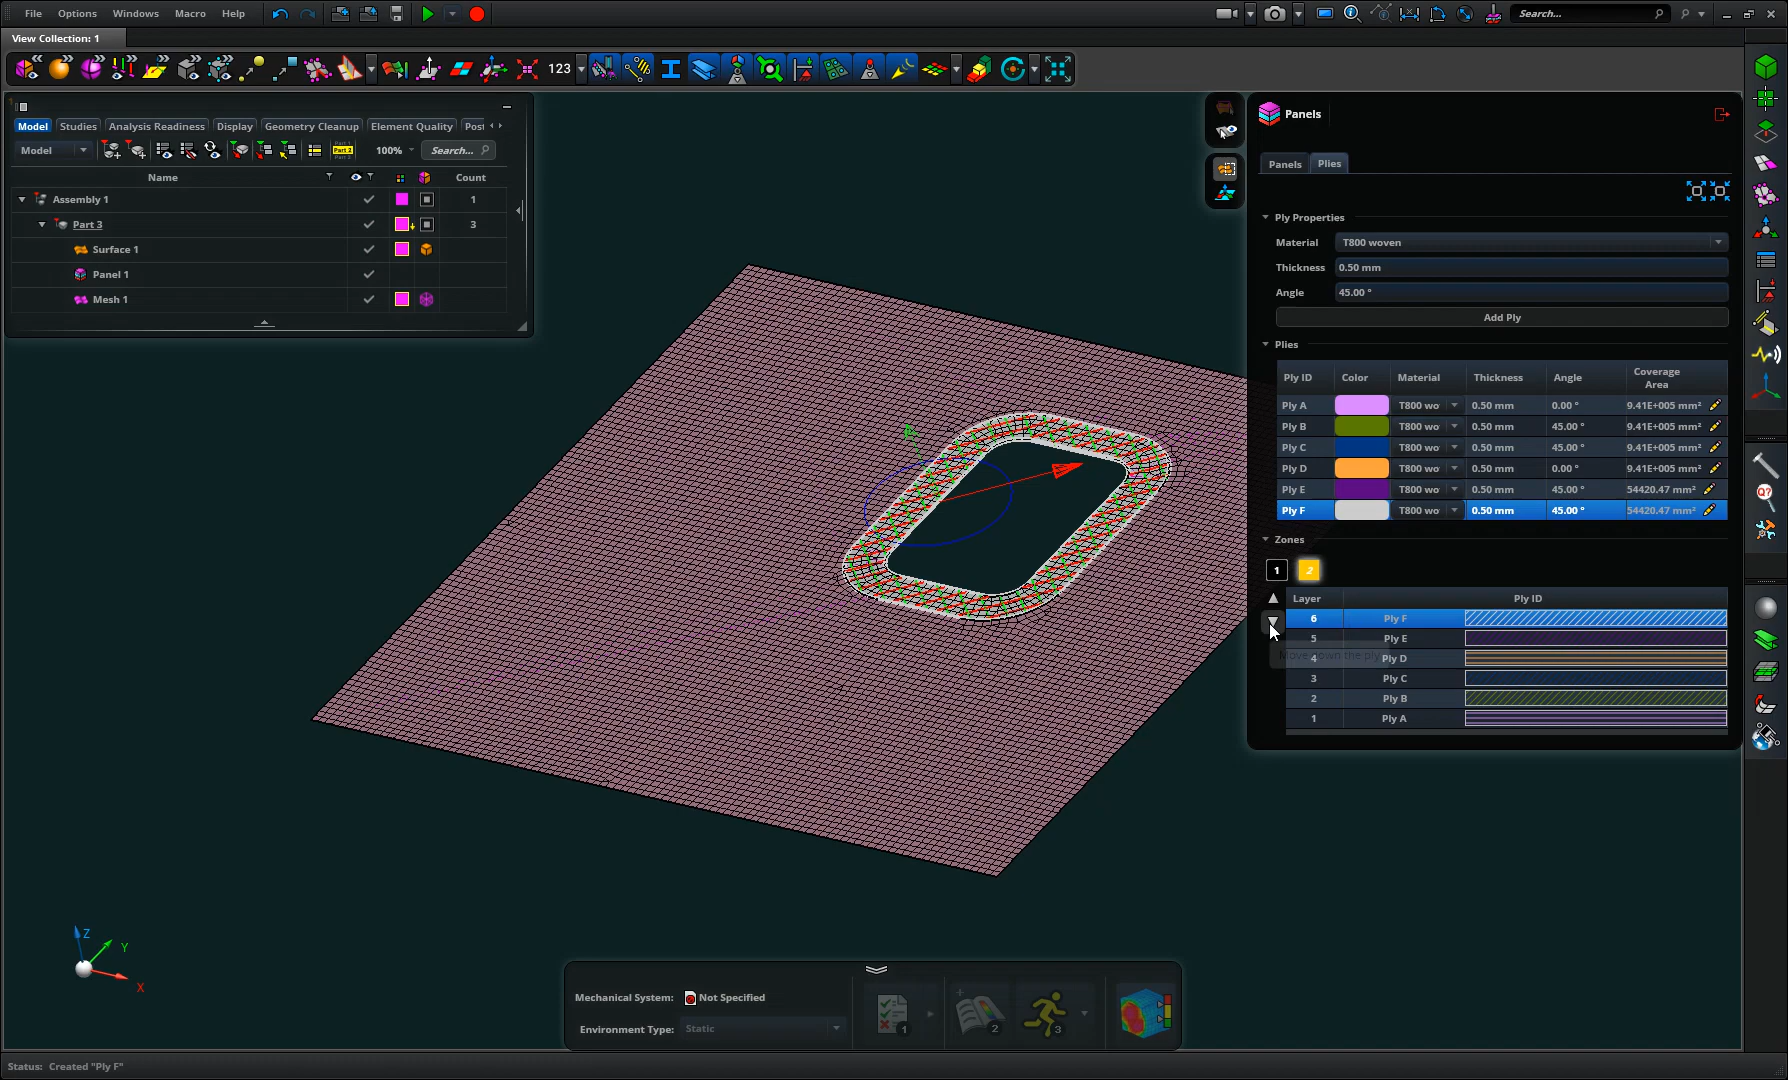 File Options Windows Macro Help Search...
View Collection: 1
123
Model Studies Analysis Readiness Display Geometry Cleanup Element Quality Post
Model 100% Search...
Name Count
Assembly 1 1
Part 3 3
Surface 1
Panel 1
Mesh 1
Panels
Panels Plies
Ply Properties
Material T800 woven
Thickness 0.50 mm
Angle 45.00 °
Add Ply
Plies
Ply ID Color Material Thickness Angle Coverage Area
Ply A T800 wo 0.50 mm 0.00 ° 9.41E+005 mm²
Ply B T800 wo 0.50 mm 45.00 ° 9.41E+005 mm²
Ply C T800 wo 0.50 mm 45.00 ° 9.41E+005 mm²
Ply D T800 wo 0.50 mm 0.00 ° 9.41E+005 mm²
Ply E T800 wo 0.50 mm 45.00 ° 54420.47 mm²
Ply F T800 wo 0.50 mm 45.00 ° 54420.47 mm²
Zones
1 2
Layer Ply ID
6 Ply F
5 Ply E
Move down the ply
4 Ply D
3 Ply C
2 Ply B
1 Ply A
Q?
Z
Y
X
Mechanical System: Not Specified
Environment Type: Static
1 2 3
Status: Created "Ply F"